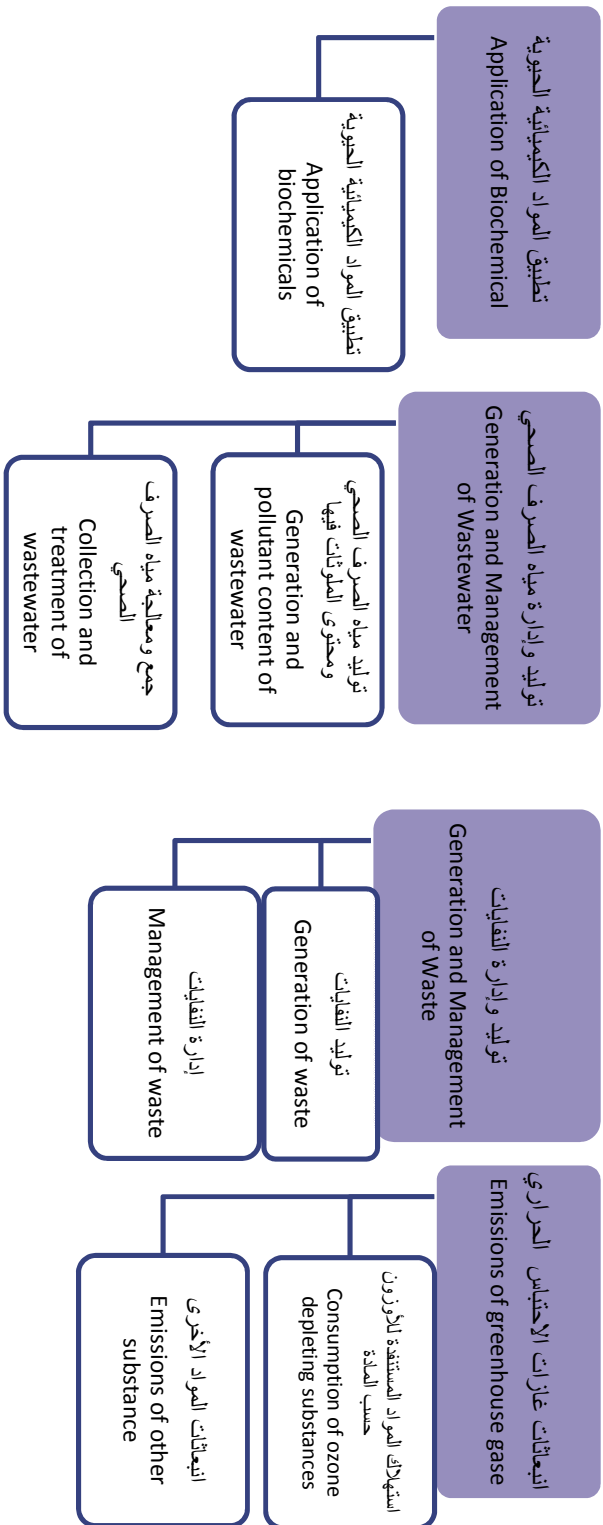 تطبيق المواد الكيميائية الحيوية
Application of Biochemical
تطبيق المواد الكيميائية الحيوية
Application of
biochemicals
توليد وإدارة مياه الصرف الصحي
Generation and Management
of Wastewater
توليد مياه الصرف الصحي
ومحتوى الملوثات فيها
Generation and
pollutant content of
wastewater
جمع ومعالجة مياه الصرف
الصحي
Collection and
treatment of
wastewater
توليد وإدارة النفايات
Generation and Management
of Waste
توليد النفايات
Generation of waste
إدارة النفايات
Management of waste
انبعاثات غازات الاحتباس الحراري
Emissions of greenhouse gase
استهلاك المواد المستنفدة للأوزون
حسب المادة
Consumption of ozone
depleting substances
انبعاثات المواد الأخرى
Emissions of other
substance